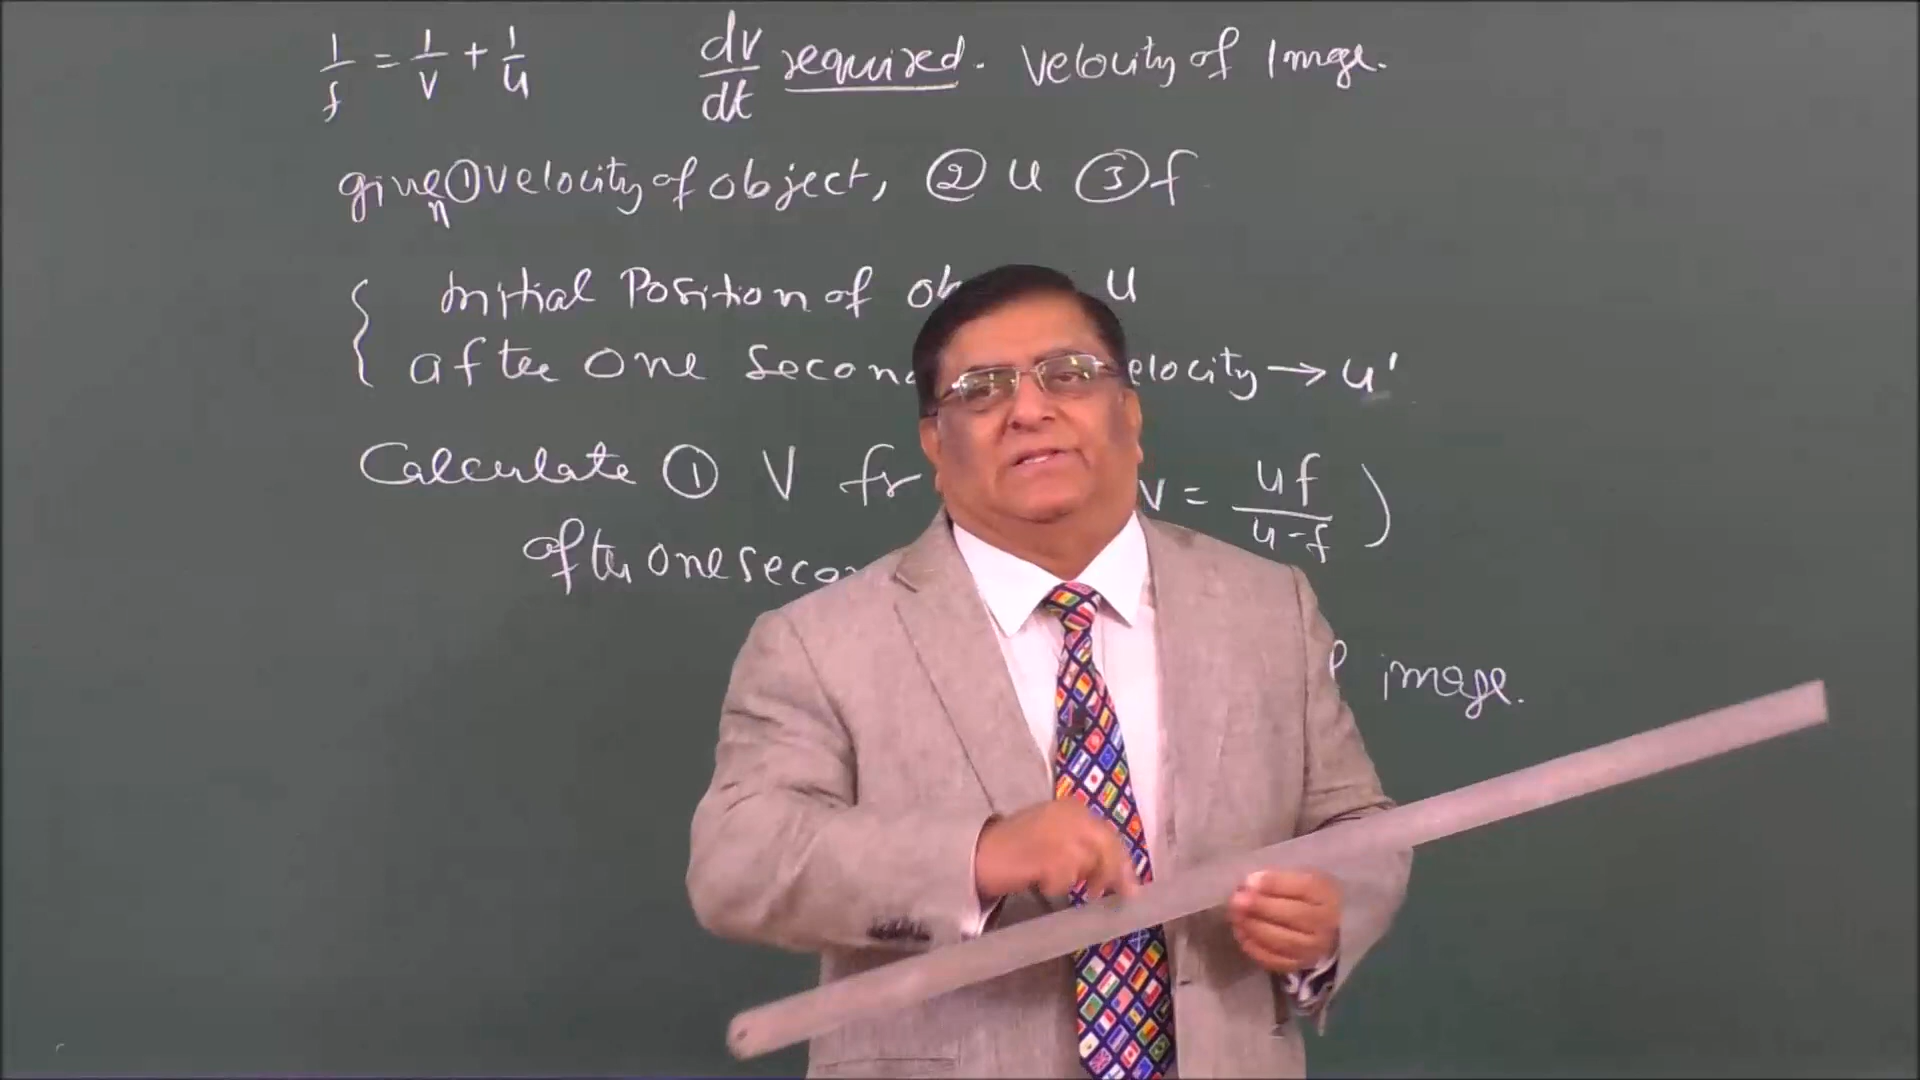 1/f = 1/v + 1/u dv/dt required. Velocity of Image.
given ① velocity of object, ② u ③ f
{ Initial Position of ob u
after one secon elocity → u'
Calculate ① V fr v = uf/u-f )
after one secon
image.